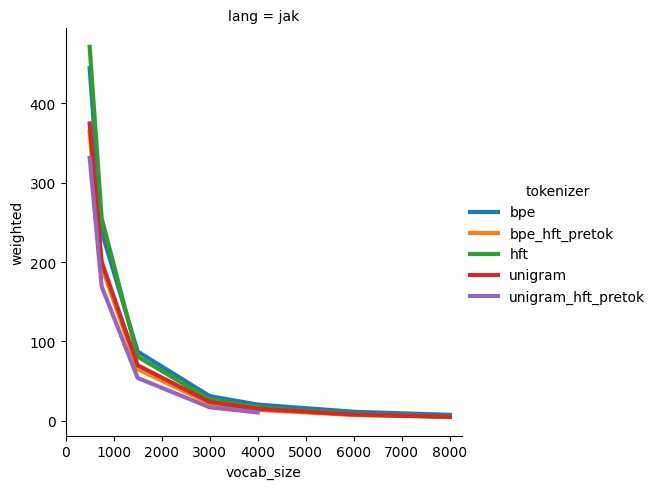 lang = jak
400
300
200
100
0
weighted
0 1000 2000 3000 4000 5000 6000 7000 8000
vocab_size
tokenizer
bpe
bpe_hft_pretok
hft
unigram
unigram_hft_pretok